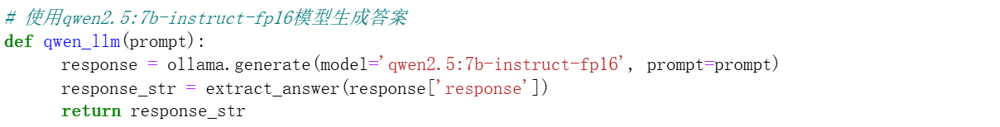 # 使用qwen2.5:7b-instruct-fp16模型生成答案
def qwen_llm(prompt):
      response = ollama.generate(model='qwen2.5:7b-instruct-fp16', prompt=prompt)
      response_str = extract_answer(response['response'])
      return response_str